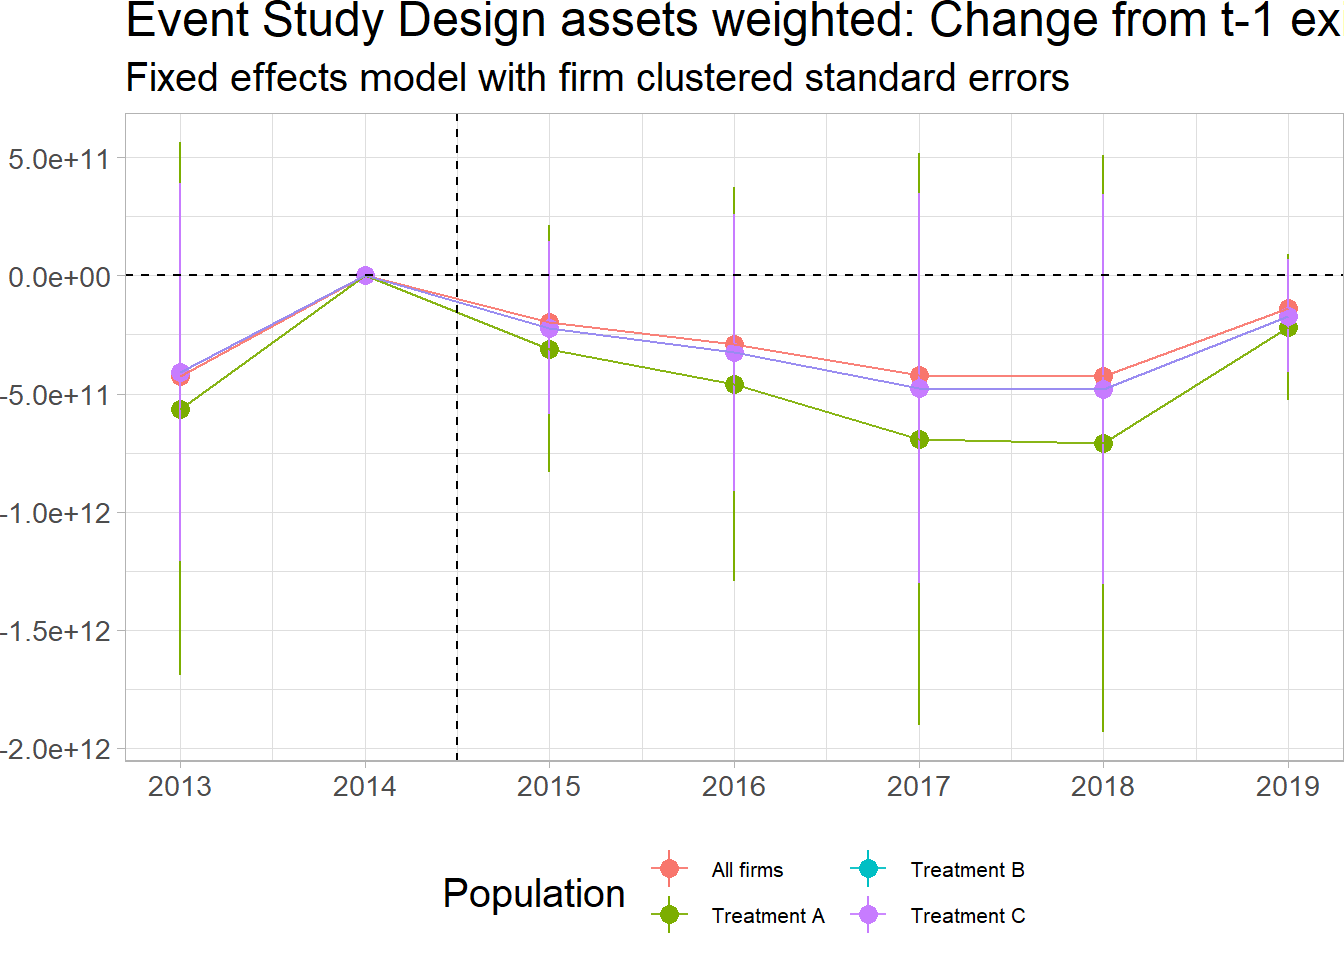 Event Study Design assets weighted: Change from t-1 ex
Fixed effects model with firm clustered standard errors
5.0e+11
0.0e+00
-5.0e+11
-1.0e+12
-1.5e+12
-2.0e+12
2013 2014 2015 2016 2017 2018 2019
Population
All firms Treatment B
Treatment A Treatment C